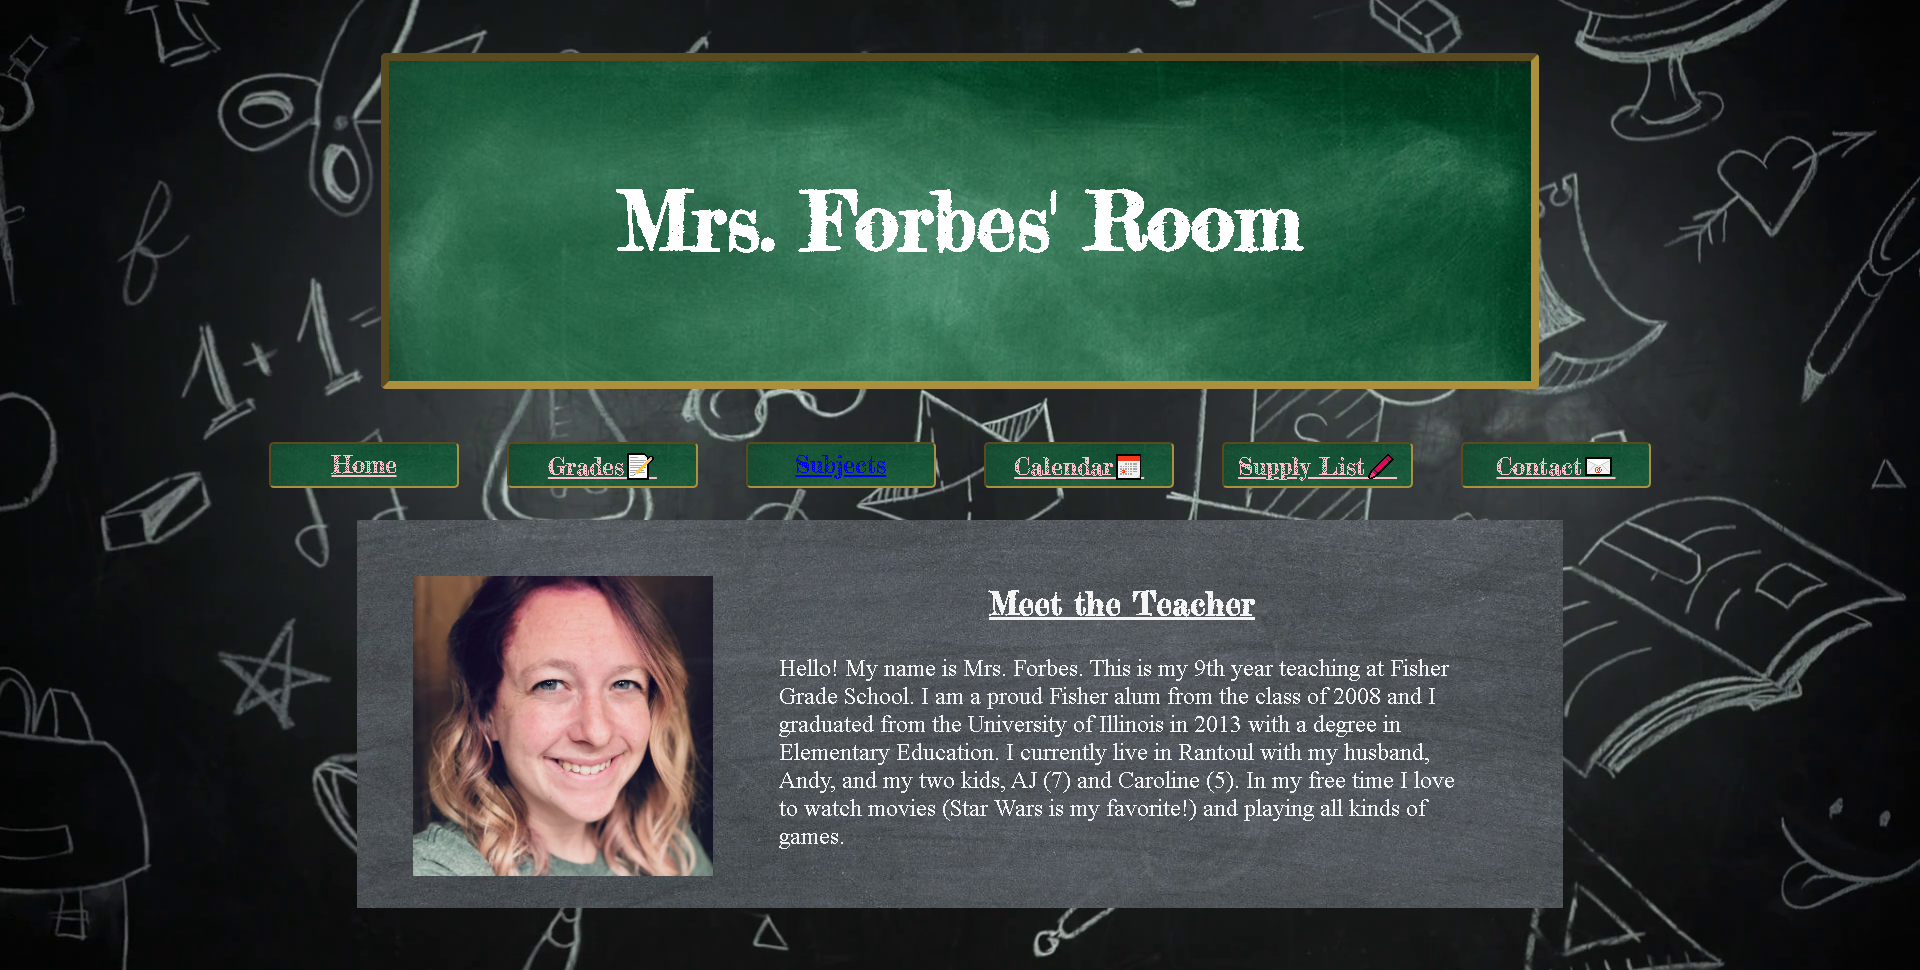 Mrs. Forbes' Room
Home Grades Subjects Calendar Supply List Contact
1+1=
Meet the Teacher
Hello! My name is Mrs. Forbes. This is my 9th year teaching at Fisher
Grade School. I am a proud Fisher alum from the class of 2008 and I
graduated from the University of Illinois in 2013 with a degree in
Elementary Education. I currently live in Rantoul with my husband,
Andy, and my two kids, AJ (7) and Caroline (5). In my free time I love
to watch movies (Star Wars is my favorite!) and playing all kinds of
games.